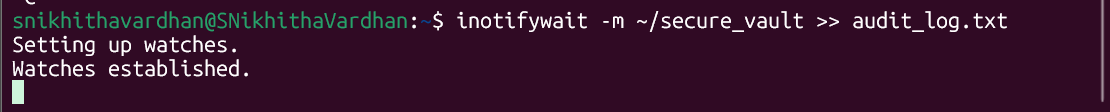 snikhithavardhan@SNikhithaVardhan:~$ inotifywait -m ~/secure_vault >> audit_log.txt
Setting up watches.
Watches established.